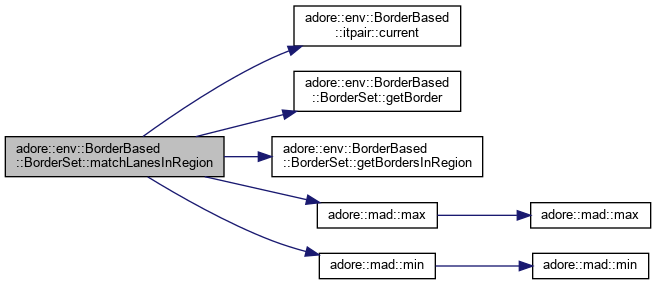 adore::env::BorderBased
::itpair::current
adore::env::BorderBased
::BorderSet::getBorder
adore::env::BorderBased
::BorderSet::matchLanesInRegion
adore::env::BorderBased
::BorderSet::getBordersInRegion
adore::mad::max
adore::mad::max
adore::mad::min
adore::mad::min